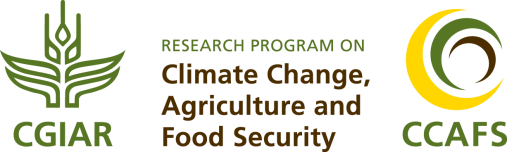 CGIAR
RESEARCH PROGRAM ON
Climate Change,
Agriculture and
Food Security
CCAFS